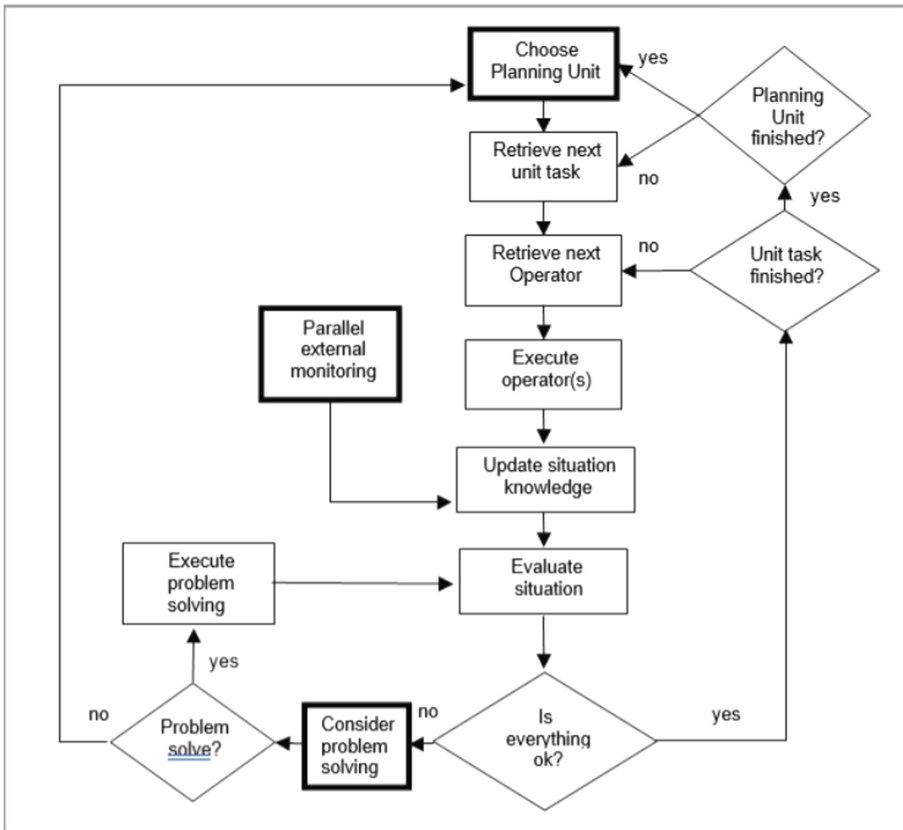 Choose
Planning Unit
yes
Planning
Unit
finished?
Retrieve next
unit task
no
yes
Retrieve next
Operator
no
Unit task
finished?
Parallel
external
monitoring
Execute
operator(s)
Update situation
knowledge
Execute
problem
solving
Evaluate
situation
yes
no
Problem
solve?
Consider
problem
solving
no
Is
everything
ok?
yes